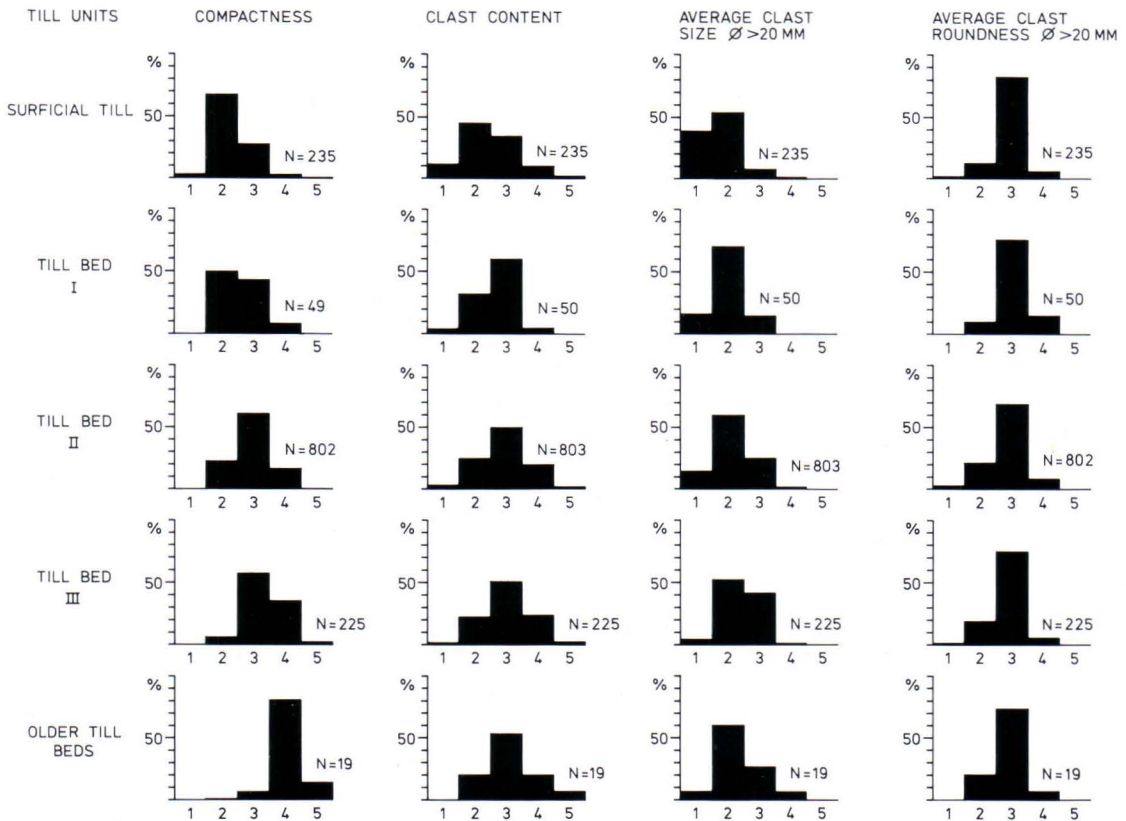 TILL UNITS
COMPACTNESS
CLAST CONTENT
AVERAGE CLAST
SIZE Ø >20 MM
AVERAGE CLAST
ROUNDNESS Ø >20 MM
SURFICIAL TILL
%
50
N=235
1 2 3 4 5
%
50
N=235
1 2 3 4 5
%
50
N=235
1 2 3 4 5
%
50
N=235
1 2 3 4 5
TILL BED
I
%
50
N=49
1 2 3 4 5
%
50
N=50
1 2 3 4 5
%
50
N=50
1 2 3 4 5
%
50
N=50
1 2 3 4 5
TILL BED
II
%
50
N=802
1 2 3 4 5
%
50
N=803
1 2 3 4 5
%
50
N=803
1 2 3 4 5
%
50
N=802
1 2 3 4 5
TILL BED
III
%
50
N=225
1 2 3 4 5
%
50
N=225
1 2 3 4 5
%
50
N=225
1 2 3 4 5
%
50
N=225
1 2 3 4 5
OLDER TILL
BEDS
%
50
N=19
1 2 3 4 5
%
50
N=19
1 2 3 4 5
%
50
N=19
1 2 3 4 5
%
50
N=19
1 2 3 4 5